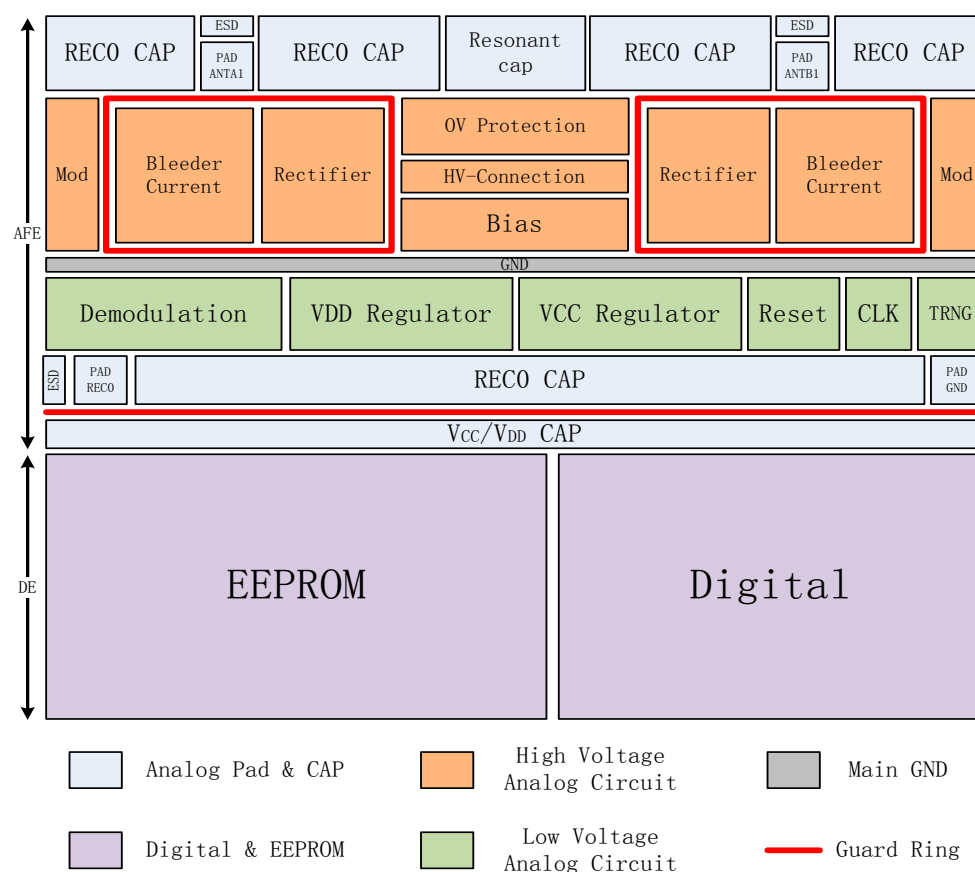 ESD
ESD
RECO CAP
PAD
ANTA1
RECO CAP
Resonant
cap
RECO CAP
PAD
ANTB1
RECO CAP
Mod
Bleeder
Current
Rectifier
OV Protection
HV-Connection
Bias
Rectifier
Bleeder
Current
Mod
AFE
GND
Demodulation
VDD Regulator
VCC Regulator
Reset
CLK
TRNG
ESD
PAD
RECO
RECO CAP
PAD
GND
VCC/VDD CAP
EEPROM
Digital
DE
Analog Pad & CAP
High Voltage
Analog Circuit
Main GND
Digital & EEPROM
Low Voltage
Analog Circuit
Guard Ring